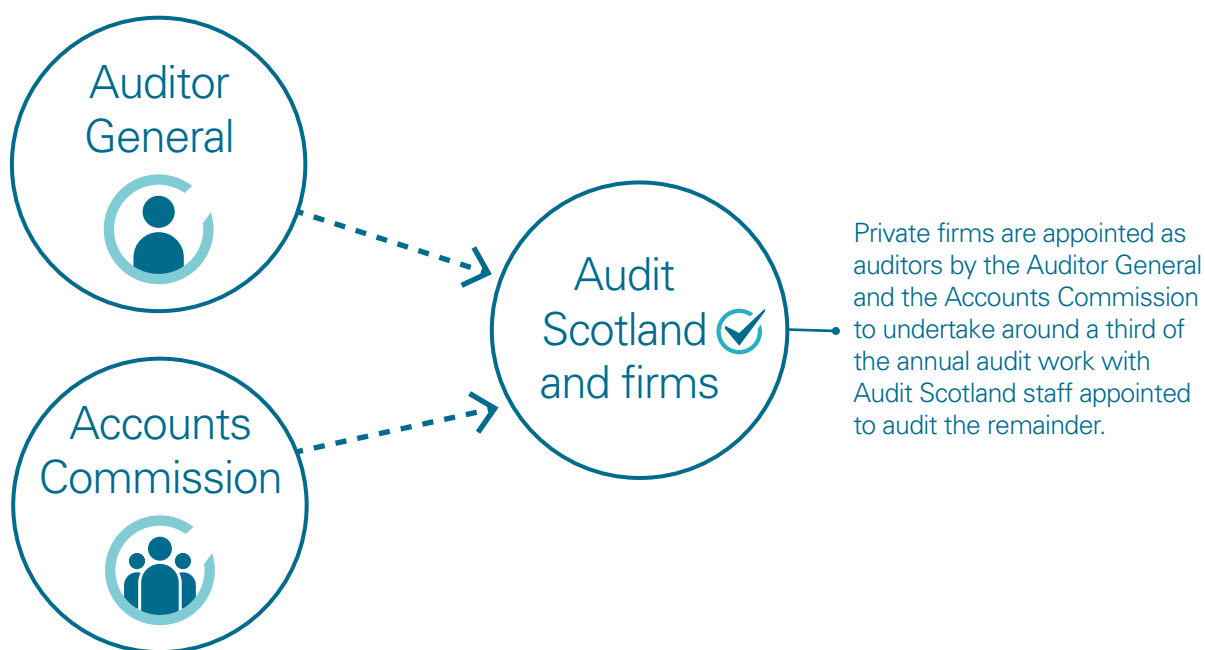 Auditor
General
Accounts
Commission
Audit
Scotland
and firms
Private firms are appointed as
auditors by the Auditor General
and the Accounts Commission
to undertake around a third of
the annual audit work with
Audit Scotland staff appointed
to audit the remainder.